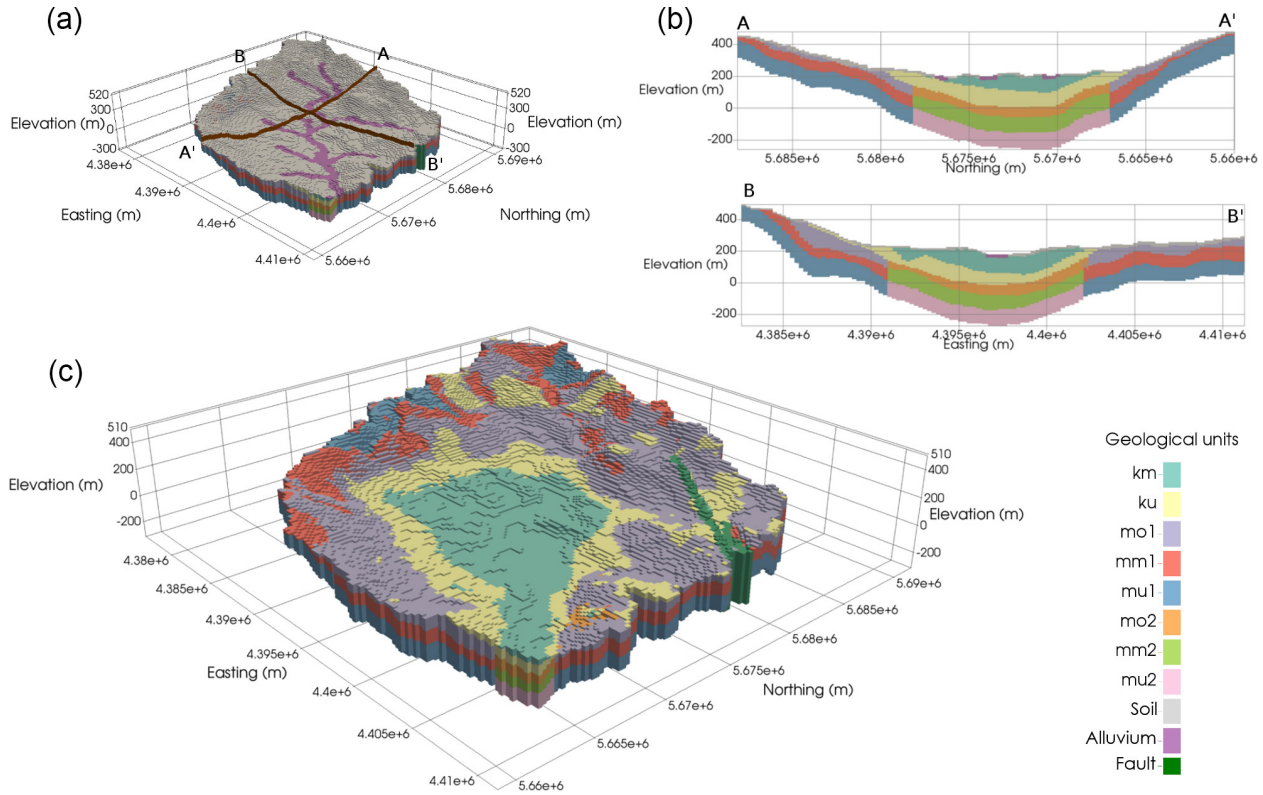 (a)
B
A
A'
B'
520
300
0
-300
Elevation (m)
4.38e+6
4.39e+6
4.4e+6
4.41e+6
Easting (m)
520
300
0
-300
Elevation (m)
5.69e+6
5.68e+6
5.67e+6
5.66e+6
Northing (m)
(b)
A
A'
400
200
0
-200
Elevation (m)
5.685e+6 5.68e+6 5.675e+6 5.67e+6 5.665e+6 5.66e+6
Northing (m)
B
B'
400
200
0
-200
Elevation (m)
4.385e+6 4.39e+6 4.395e+6 4.4e+6 4.405e+6 4.41e+6
Easting (m)
(c)
510
400
200
0
-200
Elevation (m)
4.38e+6
4.385e+6
4.39e+6
4.395e+6
4.4e+6
4.405e+6
4.41e+6
Easting (m)
510
400
200
0
-200
Elevation (m)
5.69e+6
5.685e+6
5.68e+6
5.675e+6
5.67e+6
5.665e+6
5.66e+6
Northing (m)
Geological units
km
ku
mo1
mm1
mu1
mo2
mm2
mu2
Soil
Alluvium
Fault